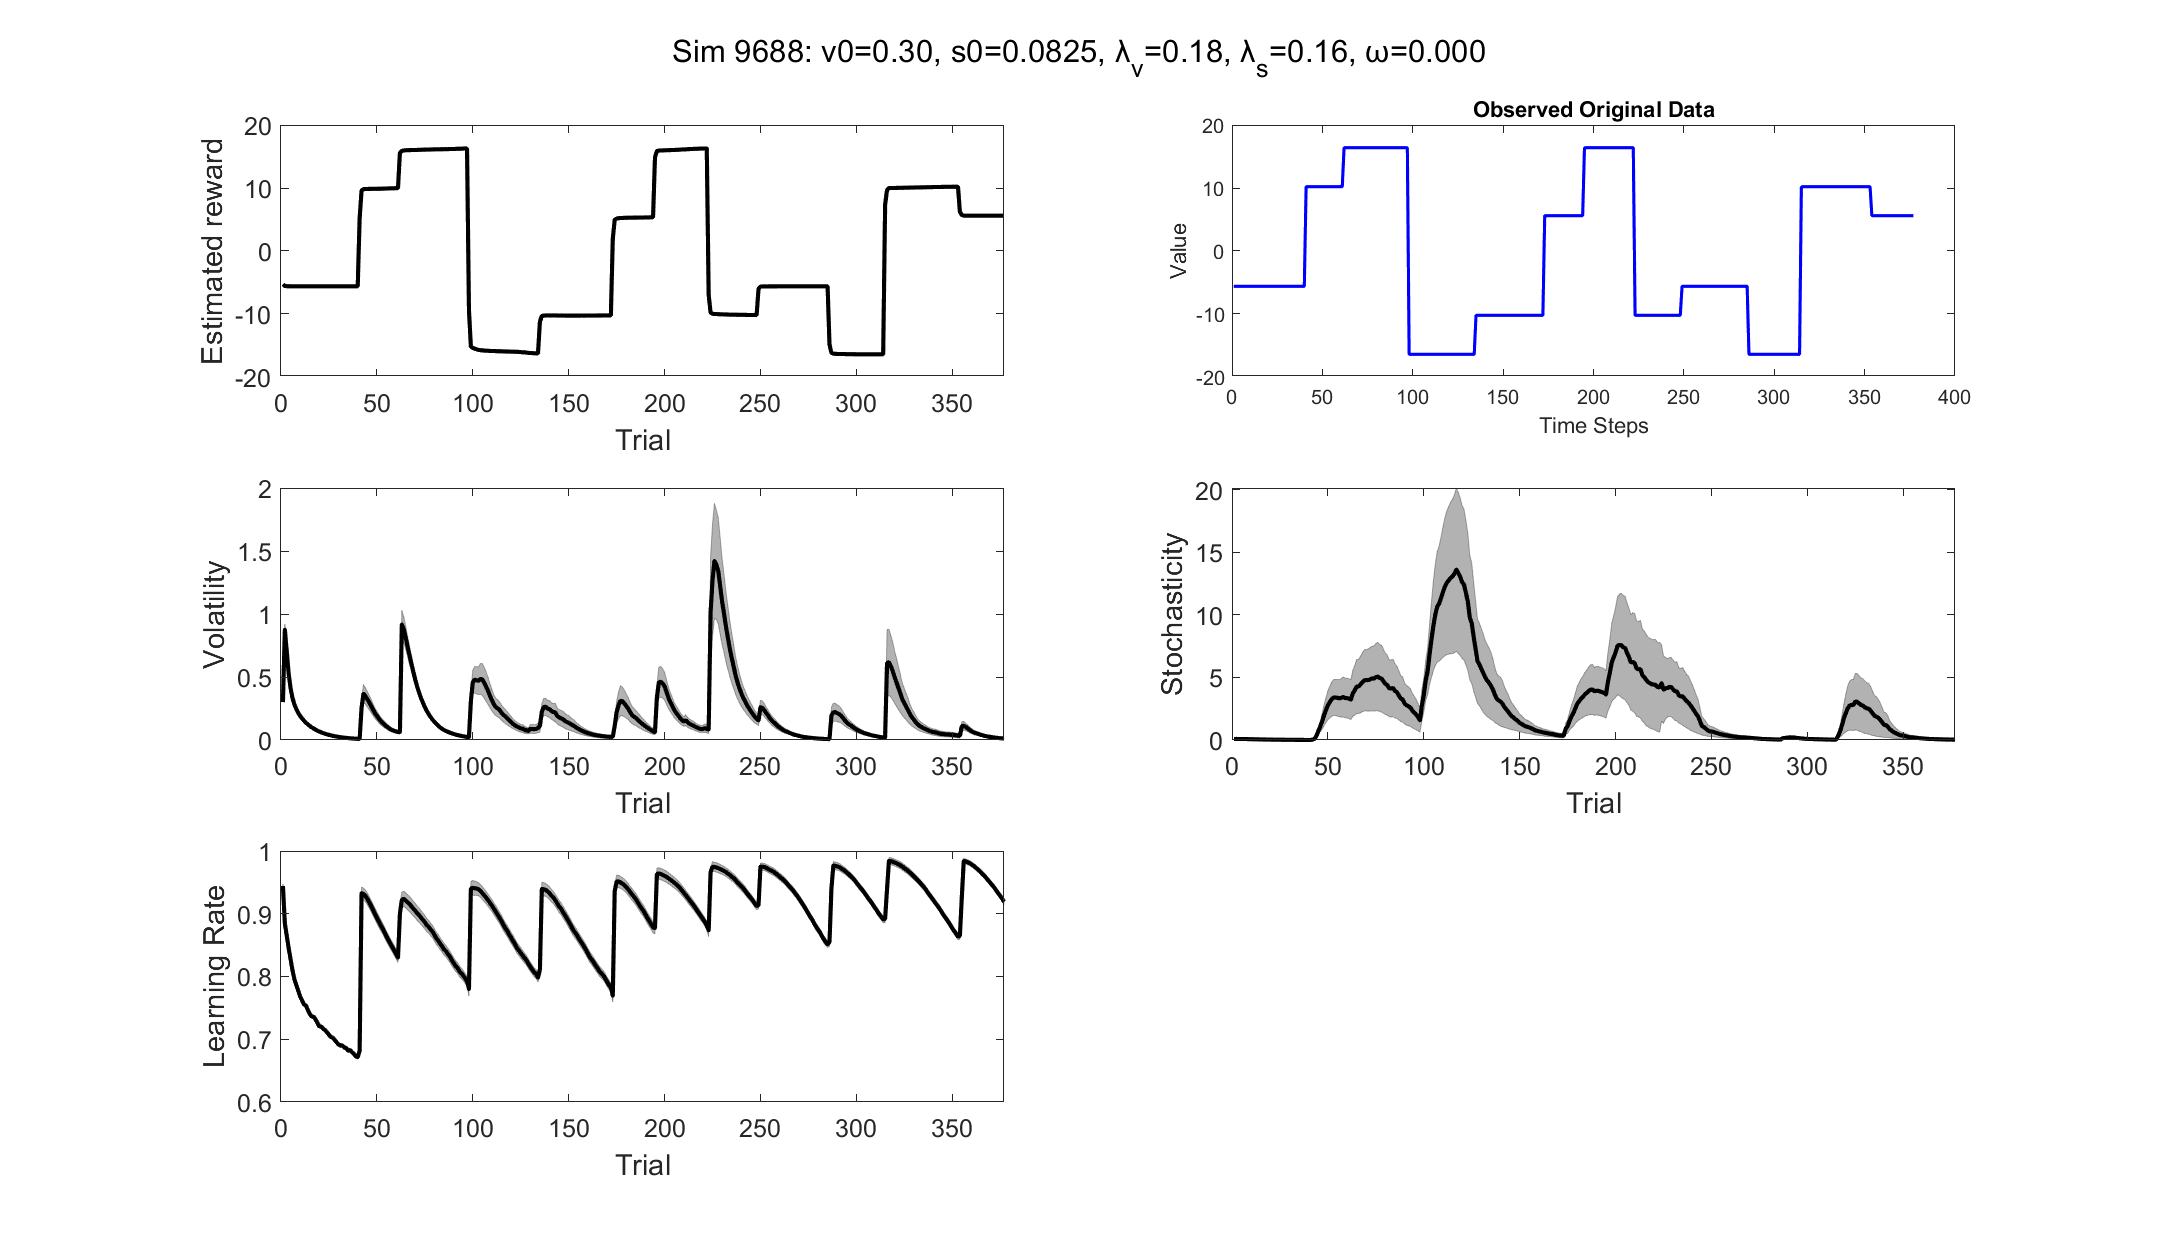 Sim 9688: v0=0.30, s0=0.0825, λv=0.18, λs=0.16, ω=0.000
Estimated reward
20
10
0
-10
-20
0 50 100 150 200 250 300 350
Trial
Observed Original Data
Value
20
10
0
-10
-20
0 50 100 150 200 250 300 350 400
Time Steps
Volatility
2
1.5
1
0.5
0
0 50 100 150 200 250 300 350
Trial
Stochasticity
20
15
10
5
0
0 50 100 150 200 250 300 350
Trial
Learning Rate
1
0.9
0.8
0.7
0.6
0 50 100 150 200 250 300 350
Trial